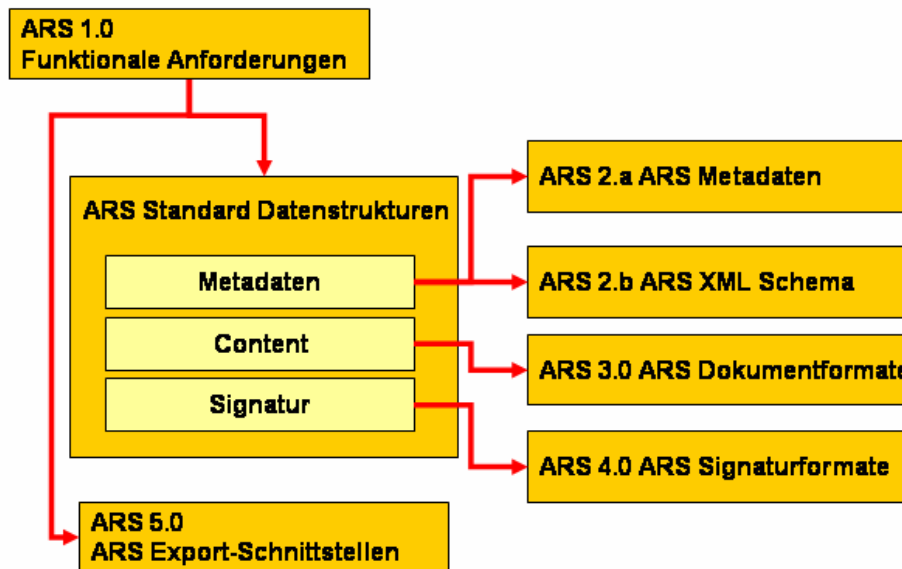 ARS 1.0
Funktionale Anforderungen
ARS Standard Datenstrukturen
Metadaten
Content
Signatur
ARS 2.a ARS Metadaten
ARS 2.b ARS XML Schema
ARS 3.0 ARS Dokumentformate
ARS 4.0 ARS Signaturformate
ARS 5.0
ARS Export-Schnittstellen